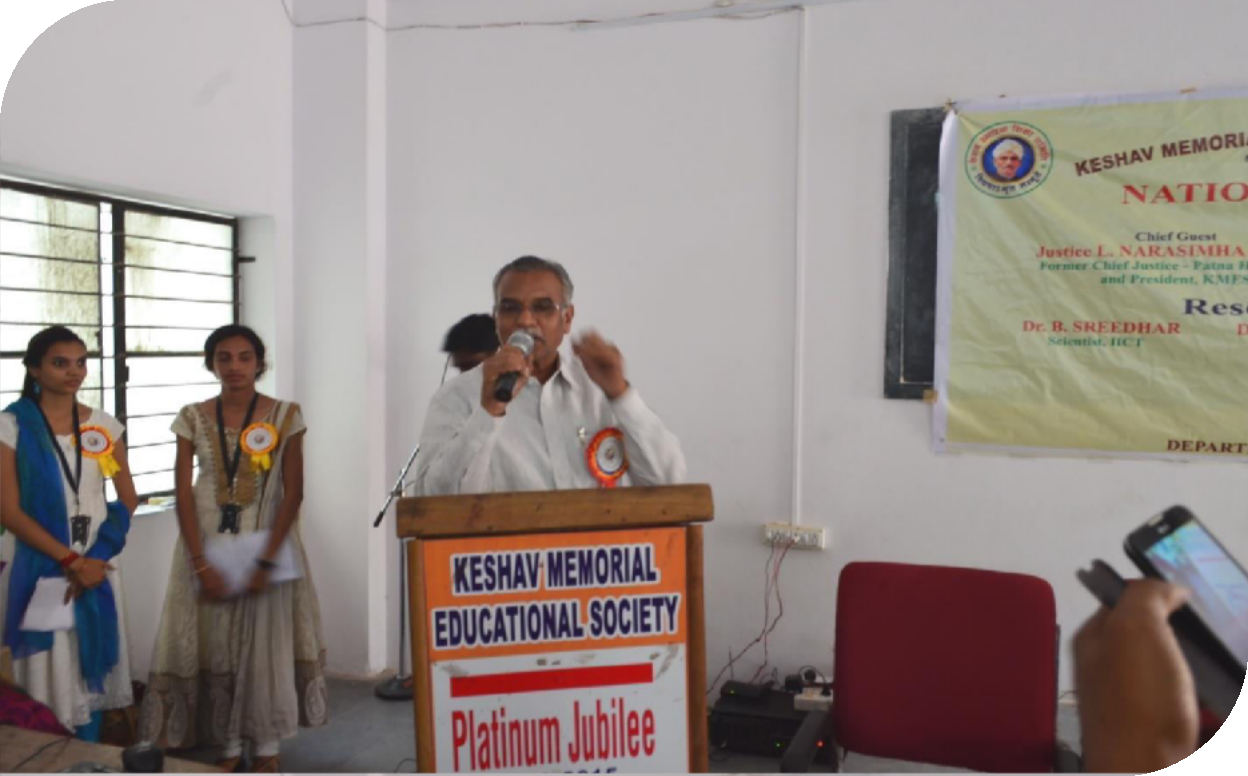 KESHAV MEMORIA
NATIO
Chief Guest
Justice L. NARASIMHA
Former Chief Justice - Patna H
and President, KMES
Reso
Dr. B. SREEDHAR
D
Scientist, IICT
DEPART
KESHAV MEMORIAL
EDUCATIONAL SOCIETY
Platinum Jubilee